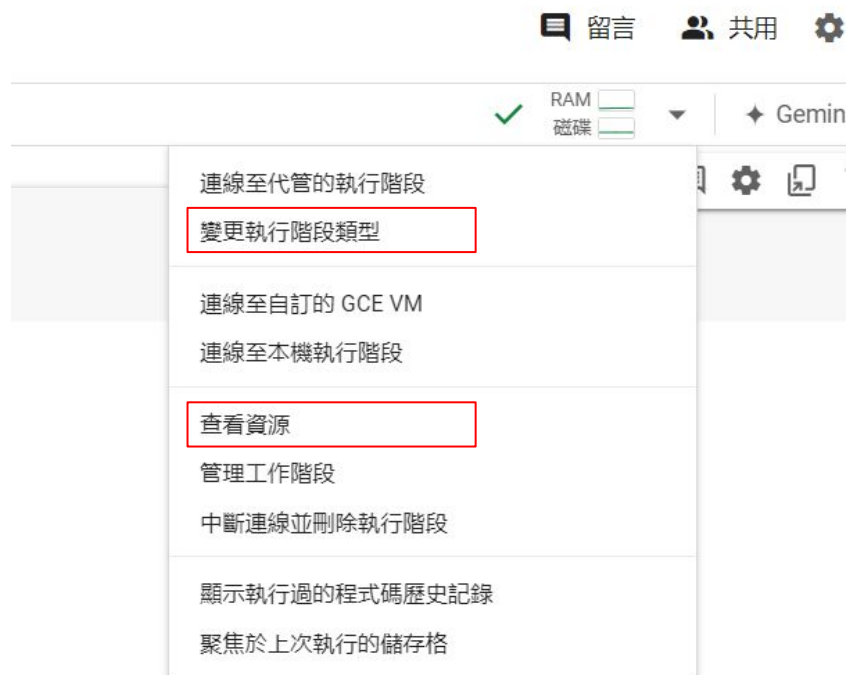 留言 共用
RAM
磁碟
Gemin
連線至代管的執行階段
變更執行階段類型
連線至自訂的 GCE VM
連線至本機執行階段
查看資源
管理工作階段
中斷連線並刪除執行階段
顯示執行過的程式碼歷史記錄
聚焦於上次執行的儲存格